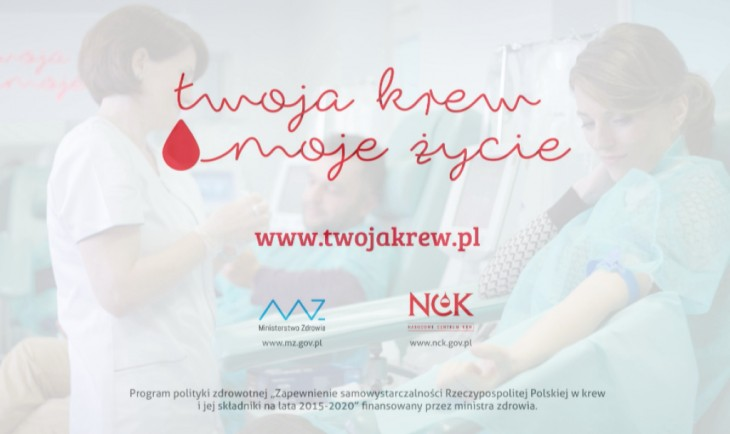 twoja krew
moje życie
www.twojakrew.pl
MZ
Ministerstwo Zdrowia
www.mz.gov.pl
NCK
NARODOWE CENTRUM KRWI
www.nck.gov.pl
Program polityki zdrowotnej „Zapewnienie samowystarczalności Rzeczypospolitej Polskiej w krew
i jej składniki na lata 2015-2020” finansowany przez ministra zdrowia.